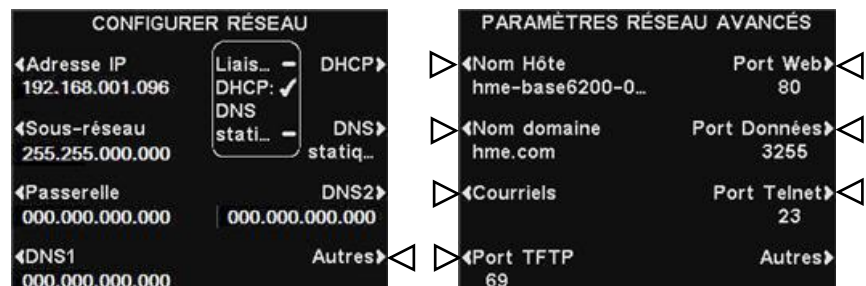 CONFIGURER RÉSEAU
Adresse IP
192.168.001.096
Liais... –
DHCP: ✓
DNS
stati... –
DHCP
Sous-réseau
255.255.000.000
DNS
statiq...
Passerelle
000.000.000.000
DNS2
000.000.000.000
DNS1
000.000.000.000
Autres
PARAMÈTRES RÉSEAU AVANCÉS
Nom Hôte
hme-base6200-0...
Port Web
80
Nom domaine
hme.com
Port Données
3255
Courriels
Port Telnet
23
Port TFTP
69
Autres